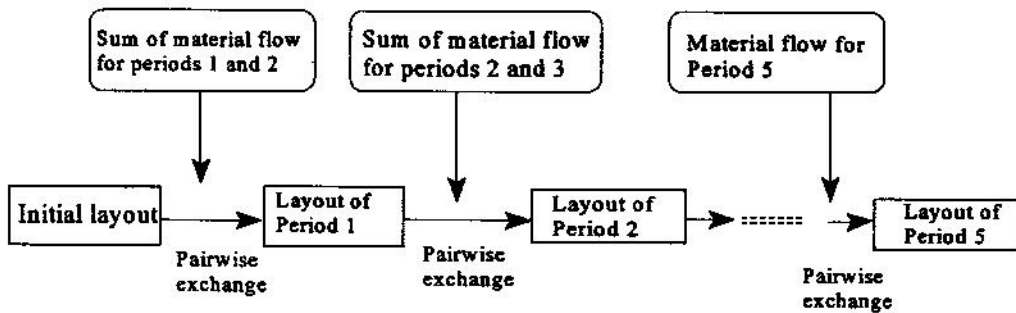 Sum of material flow
for periods 1 and 2
Sum of material flow
for periods 2 and 3
Material flow for
Period 5
Initial layout
Layout of
Period 1
Layout of
Period 2
Layout of
Period 5
Pairwise
exchange
Pairwise
exchange
Pairwise
exchange